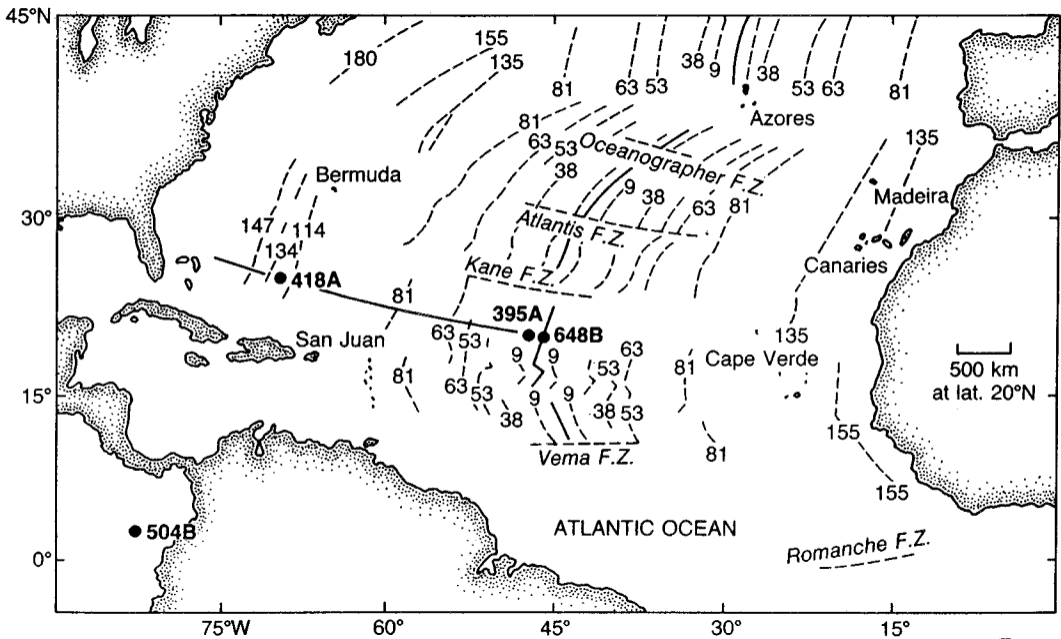 45°N
180
155
135
81
63
53
38
9
38
53
63
81
Azores
81
63
53
38
Oceanographer F.Z.
135
Bermuda
9
38
63
81
Madeira
30°
147
134
114
Atlantis F.Z.
Canaries
418A
Kane F.Z.
81
395A
648B
San Juan
63
53
9
9
53
63
81
Cape Verde
135
500 km
at lat. 20°N
81
63
53
38
9
9
38
53
15°
155
Vema F.Z.
81
155
504B
ATLANTIC OCEAN
Romanche F.Z.
0°
75°W
60°
45°
30°
15°